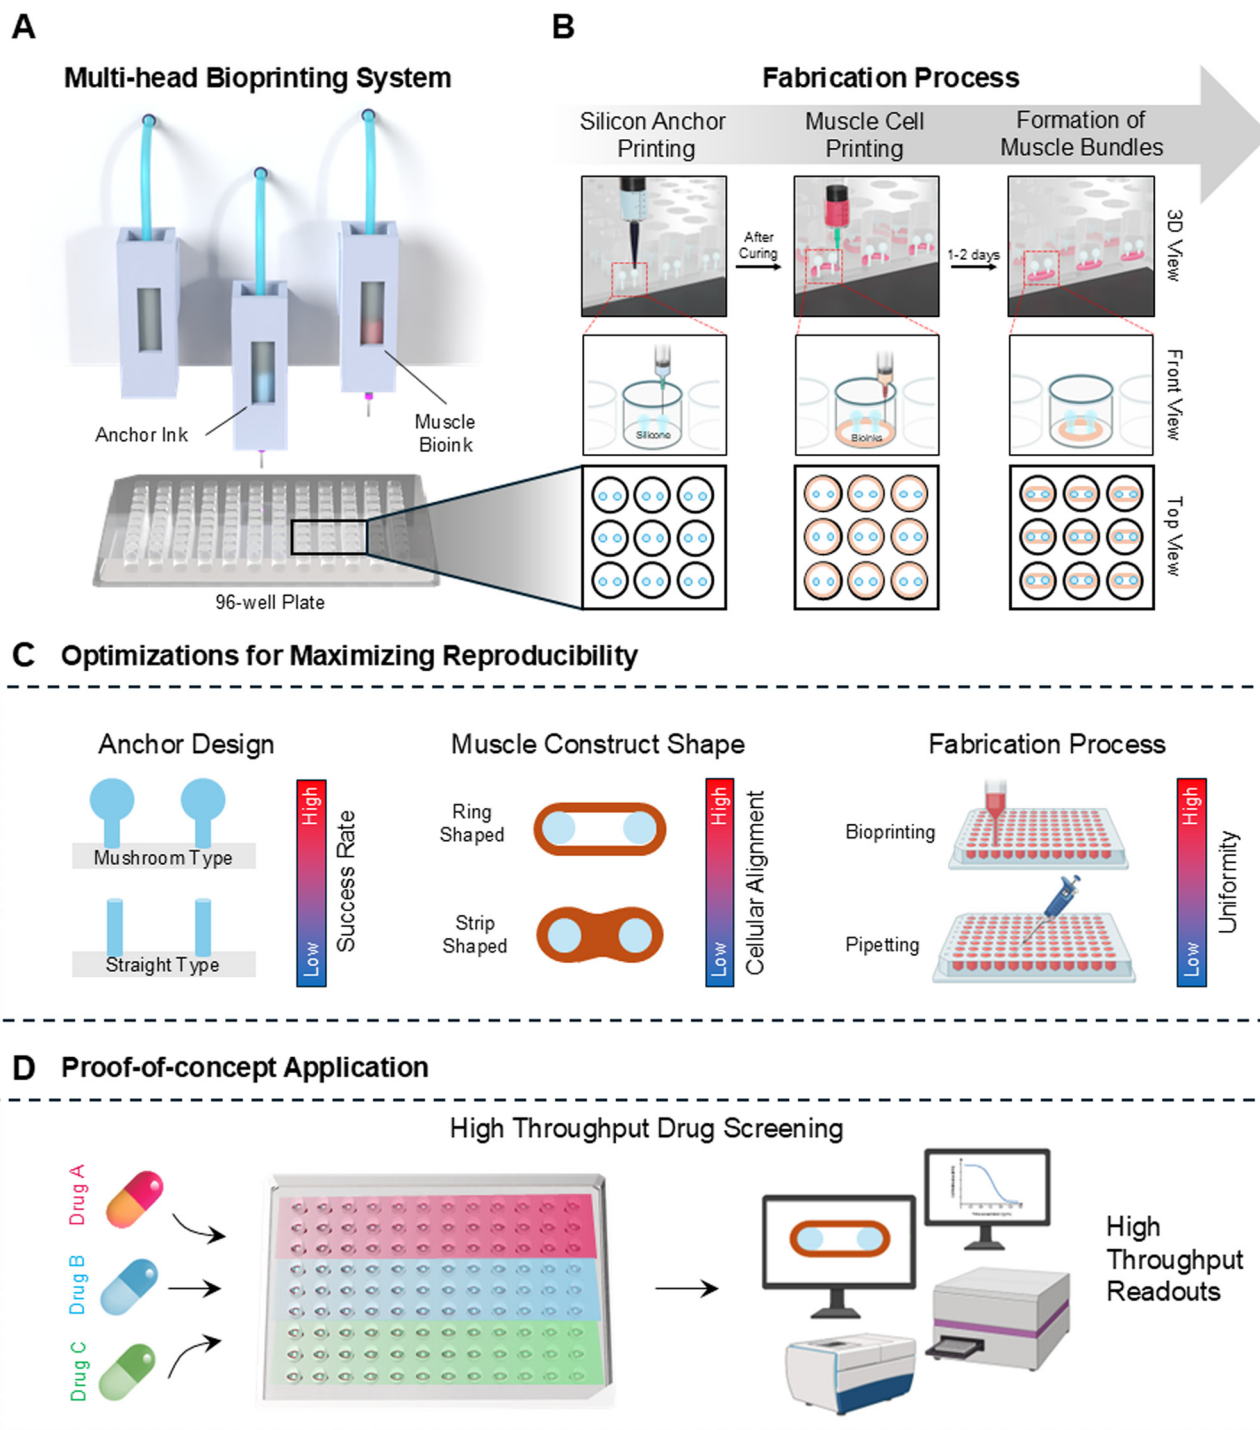 A
Multi-head Bioprinting System
Anchor Ink
Muscle
Bioink
96-well Plate
B
Fabrication Process
Silicon Anchor
Printing
Muscle Cell
Printing
Formation of
Muscle Bundles
After
Curing
1-2 days
3D View
Silicone
Bioinks
Front View
Top View
C Optimizations for Maximizing Reproducibility
Anchor Design
Mushroom Type
Straight Type
High
Low
Success Rate
Muscle Construct Shape
Ring
Shaped
Strip
Shaped
High
Low
Cellular Alignment
Fabrication Process
Bioprinting
Pipetting
High
Low
Uniformity
D Proof-of-concept Application
High Throughput Drug Screening
Drug A
Drug B
Drug C
High
Throughput
Readouts